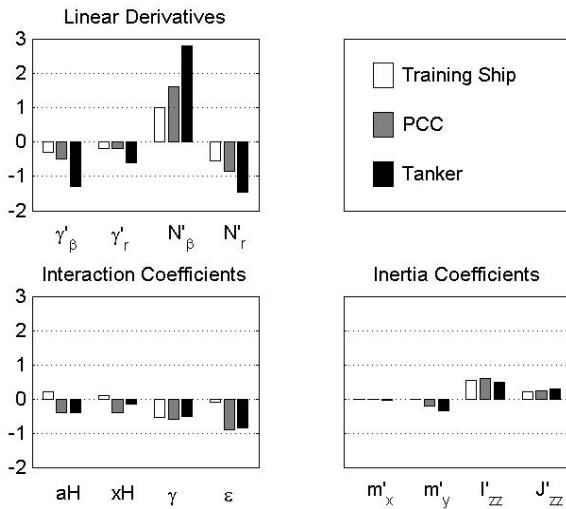 Linear Derivatives
3
2
1
0
-1
-2
γ'β γ'r N'β N'r
Training Ship
PCC
Tanker
Interaction Coefficients
3
2
1
0
-1
-2
aH xH γ ε
Inertia Coefficients
m'x m'y I'zz J'zz